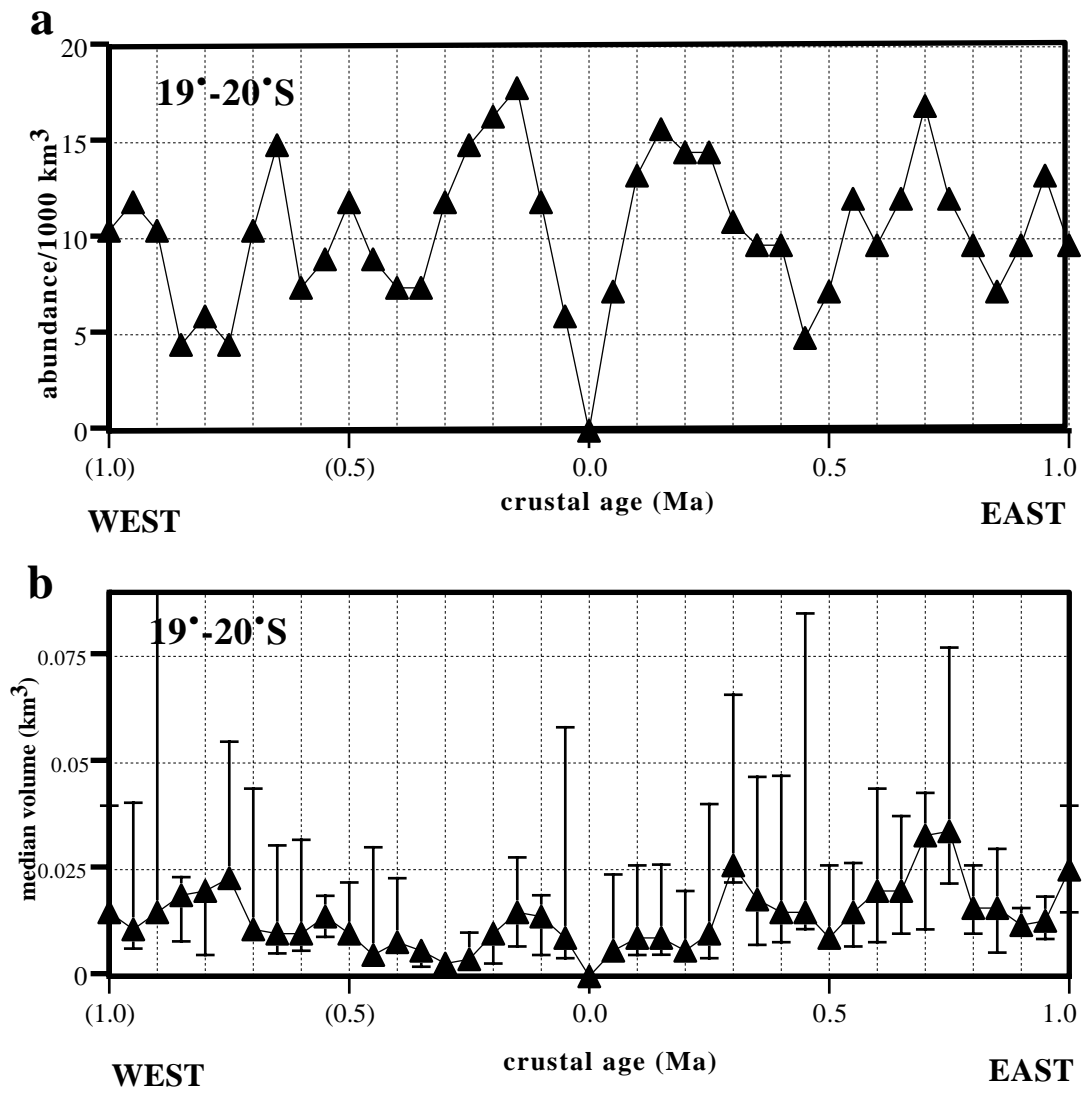 a
19°-20°S
abundance/1000 km³
20
15
10
5
0
(1.0) (0.5) 0.0 0.5 1.0
crustal age (Ma)
WEST EAST
b
19°-20°S
median volume (km³)
0.075
0.05
0.025
0
(1.0) (0.5) 0.0 0.5 1.0
crustal age (Ma)
WEST EAST